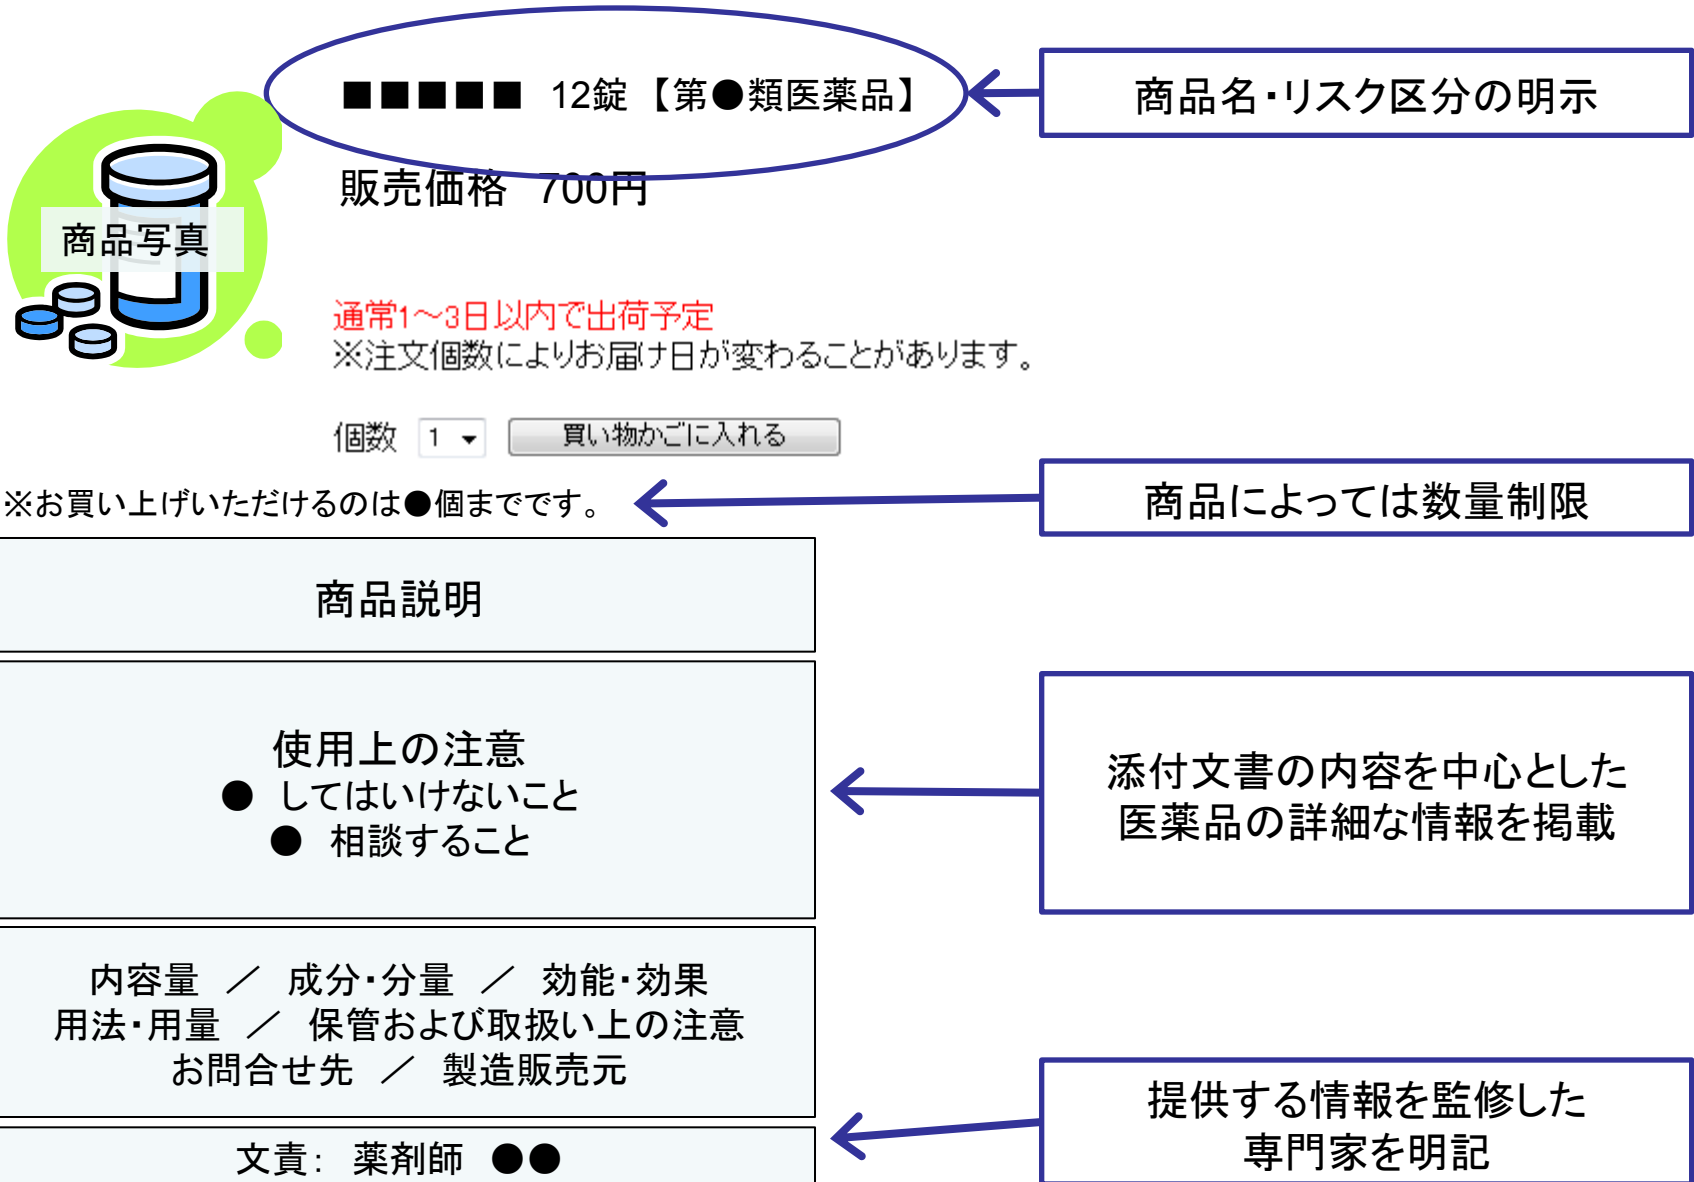 ■■■■■ 12錠 【第●類医薬品】
商品名・リスク区分の明示
販売価格 700円
商品写真
通常1～3日以内で出荷予定
※注文個数によりお届け日が変わることがあります。
個数 1 買い物かごに入れる
※お買い上げいただけるのは●個までです。
商品によっては数量制限
商品説明
使用上の注意
● してはいけないこと
● 相談すること
添付文書の内容を中心とした
医薬品の詳細な情報を掲載
内容量 ／ 成分・分量 ／ 効能・効果
用法・用量 ／ 保管および取扱い上の注意
お問合せ先 ／ 製造販売元
提供する情報を監修した
専門家を明記
文責： 薬剤師 ●●